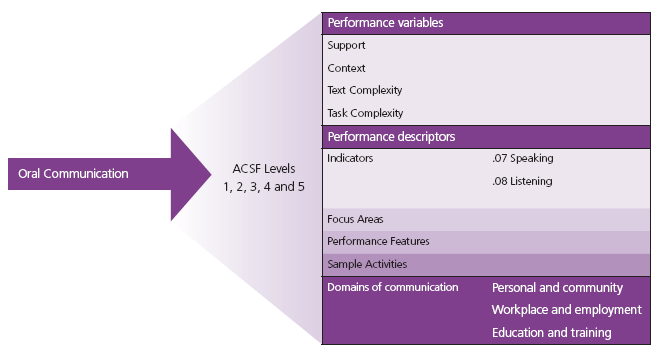 Oral Communication
ACSF Levels
1, 2, 3, 4 and 5
Performance variables
Support
Context
Text Complexity
Task Complexity
Performance descriptors
Indicators .07 Speaking
.08 Listening
Focus Areas
Performance Features
Sample Activities
Domains of communication Personal and community
Workplace and employment
Education and training